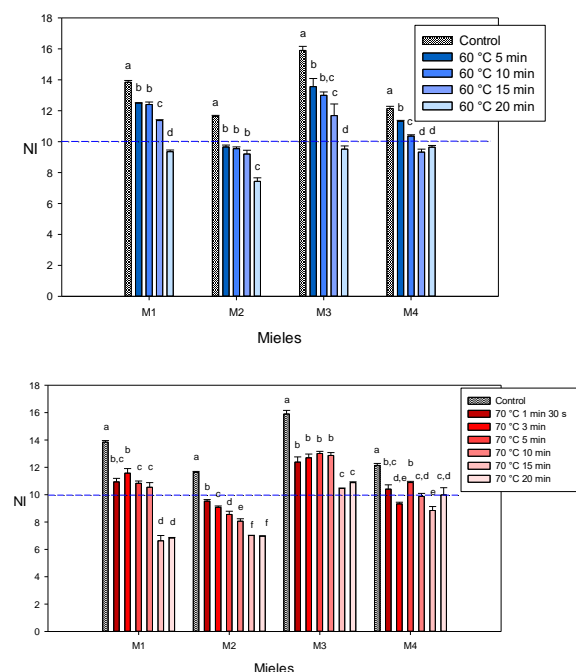 18
16
14
12
10
8
6
4
2
0
NI
a
b
b
c
d
a
b
b
b
c
a
b
b,c
c
d
a
b
c
d
d
Control
60 °C 5 min
60 °C 10 min
60 °C 15 min
60 °C 20 min
M1 M2 M3 M4
Mieles
18
16
14
12
10
8
6
4
2
0
NI
a
b,c
b
c
c
d
d
a
b
c
d
e
f
f
a
b
b
b
b
c
c
a
b,c
d,e
b
c,d
e
c,d
Control
70 °C 1 min 30 s
70 °C 3 min
70 °C 5 min
70 °C 10 min
70 °C 15 min
70 °C 20 min
M1 M2 M3 M4
Mieles